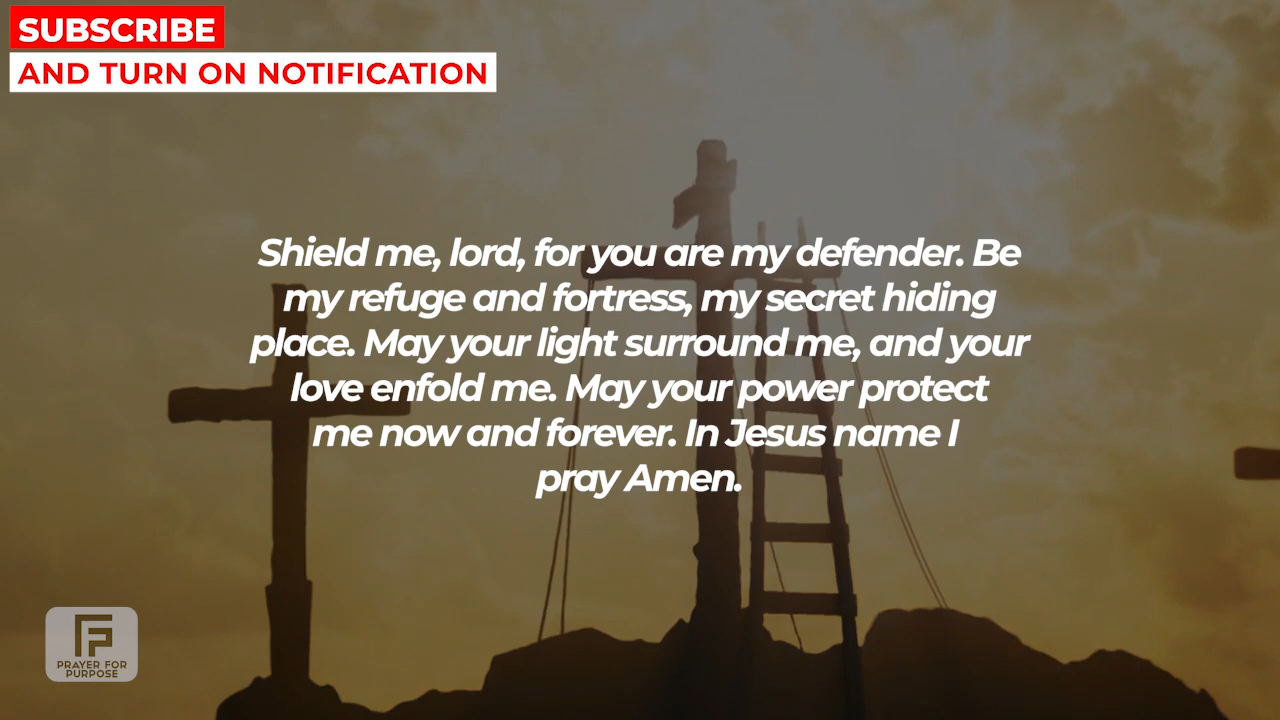 SUBSCRIBE
AND TURN ON NOTIFICATION
Shield me, lord, for you are my defender. Be
my refuge and fortress, my secret hiding
place. May your light surround me, and your
love enfold me. May your power protect
me now and forever. In Jesus name I
pray Amen.
PRAYER FOR
PURPOSE